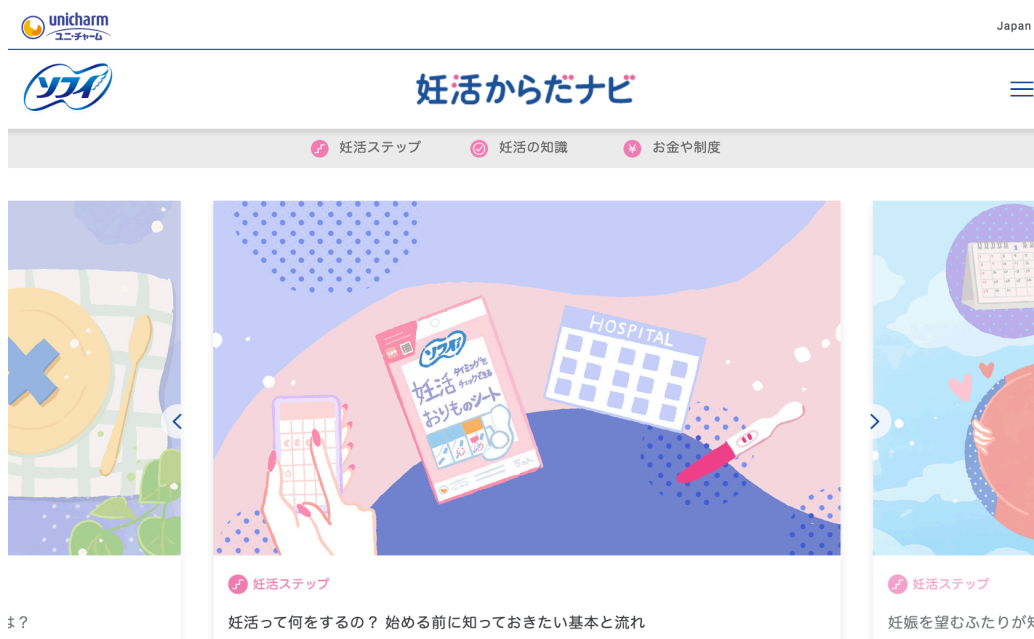 unicharm
ユニ・チャーム
Japan
ソフィ
妊活からだナビ
妊活ステップ
妊活の知識
お金や制度
ソフィ
妊活
タイミングを
チェックできる
おりものシート
HOSPITAL
妊活ステップ
妊活ステップ
は？
妊活って何をするの？ 始める前に知っておきたい基本と流れ
妊娠を望むふたりが